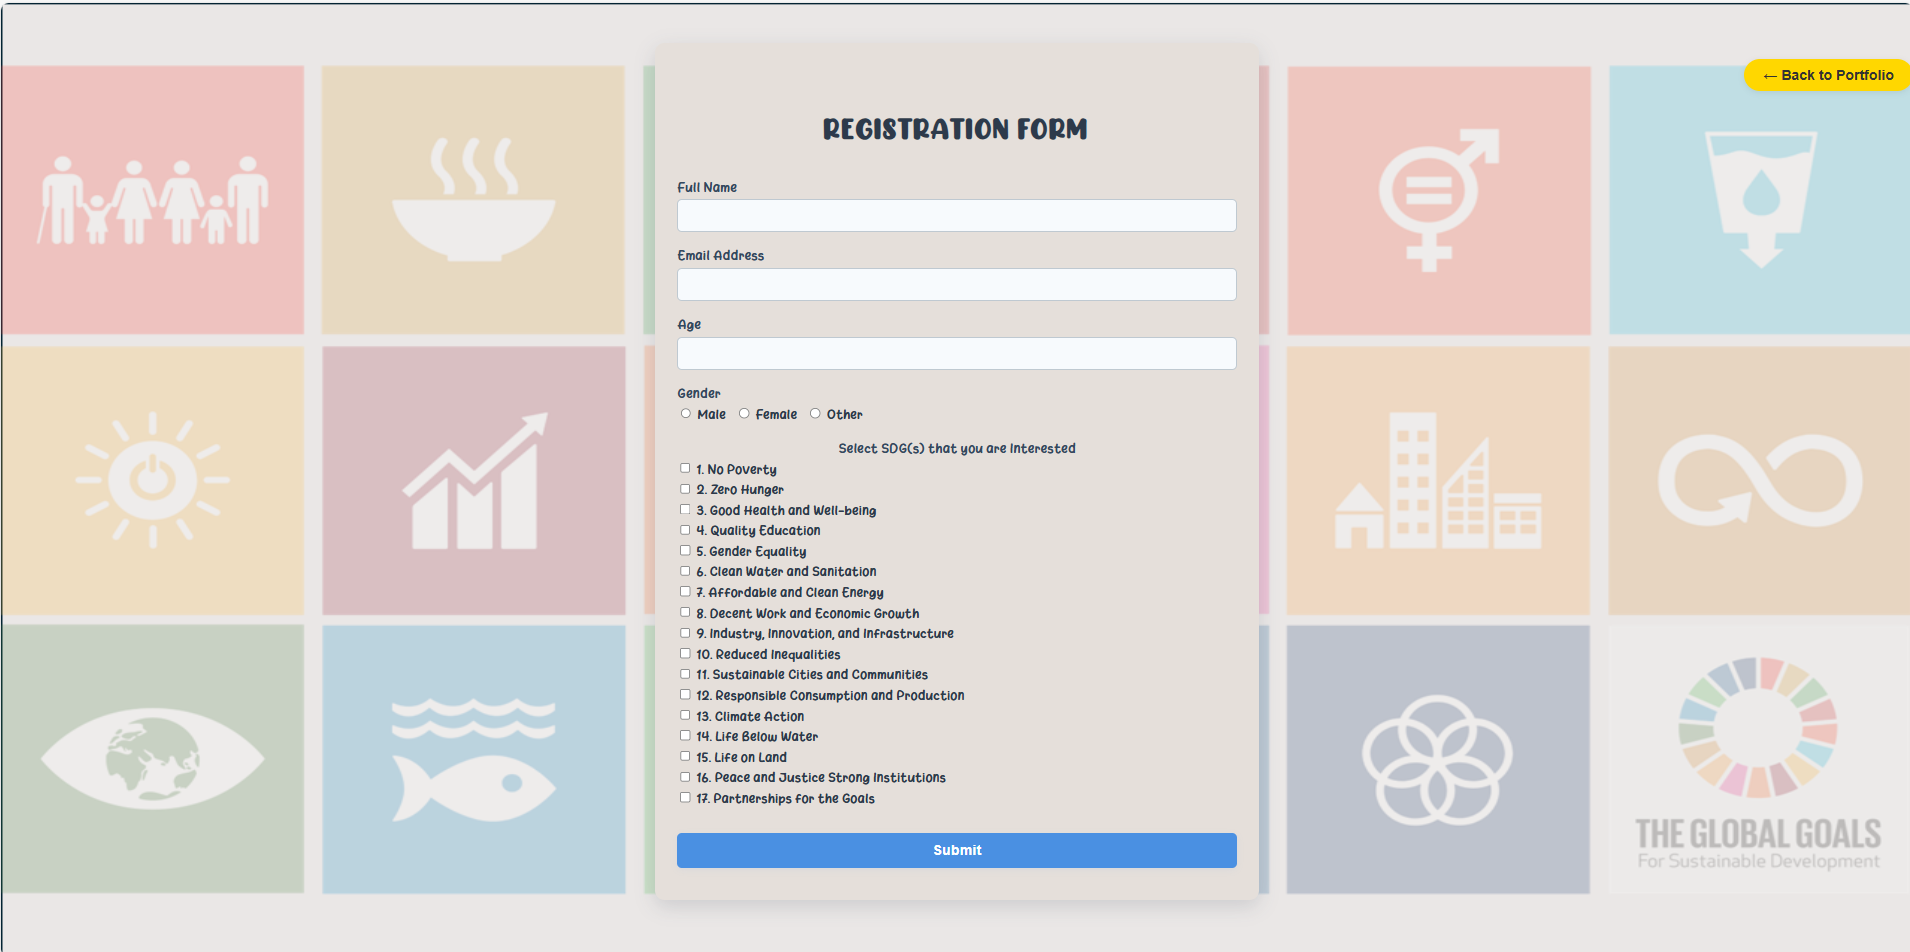 ← Back to Portfolio
REGISTRATION FORM
Full Name
Email Address
Age
Gender
Male Female Other
Select SDG(s) that you are Interested
1. No Poverty
2. Zero Hunger
3. Good Health and Well-being
4. Quality Education
5. Gender Equality
6. Clean Water and Sanitation
7. Affordable and Clean Energy
8. Decent Work and Economic Growth
9. Industry, Innovation, and Infrastructure
10. Reduced Inequalities
11. Sustainable Cities and Communities
12. Responsible Consumption and Production
13. Climate Action
14. Life Below Water
15. Life on Land
16. Peace and Justice Strong Institutions
17. Partnerships for the Goals
Submit
THE GLOBAL GOALS
For Sustainable Development